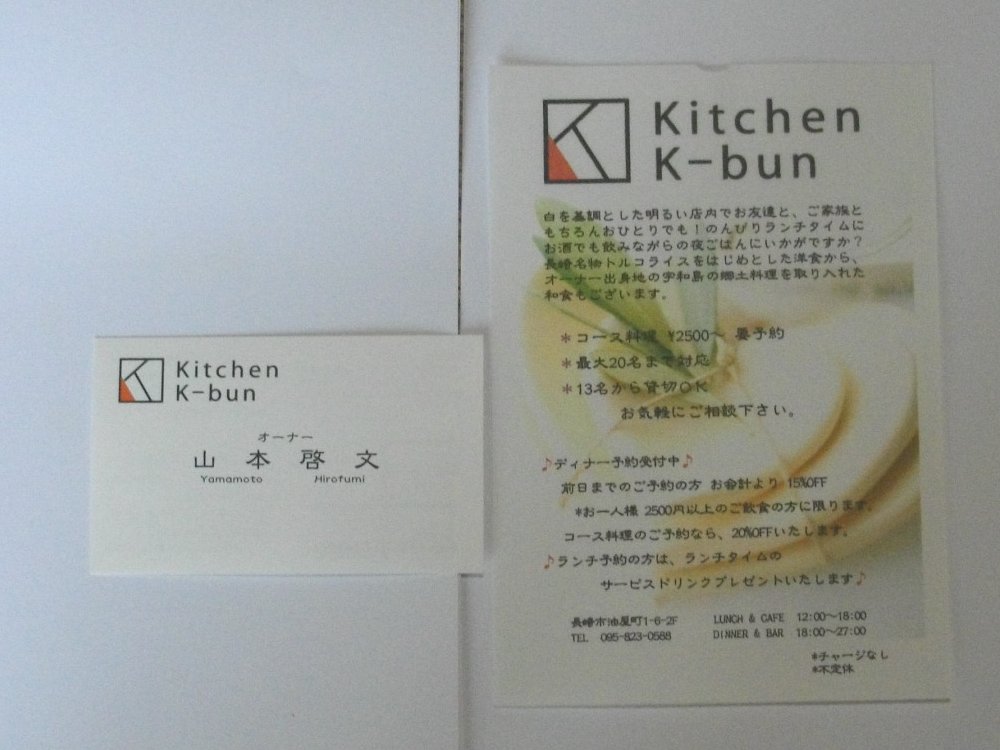 Kitchen
K-bun
オーナー
山本啓文
Yamamoto Hirofumi
Kitchen
K-bun
白を基調とした明るい店内でお友達と、ご家族と
もちろんおひとりでも！のんびりランチタイムに
お酒でも飲みながらの夜ごはんにいかがですか？
長崎名物トルコライスをはじめとした洋食から、
オーナー出身地の宇和島の郷土料理を取り入れた
和食もございます。
*コース料理 ¥2500〜 要予約
*最大20名まで対応
*13名から貸切OK
お気軽にご相談下さい。
♪ディナー予約受付中♪
前日までのご予約の方 お会計より 15%OFF
*お一人様 2500円以上のご飲食の方に限ります。
コース料理のご予約なら、20%OFFいたします。
♪ランチ予約の方は、ランチタイムの
サービスドリンクプレゼントいたします♪
長崎市油屋町1-6-2F
TEL 095-823-0588
LUNCH & CAFE 12:00〜18:00
DINNER & BAR 18:00〜27:00
*チャージなし
*不定休